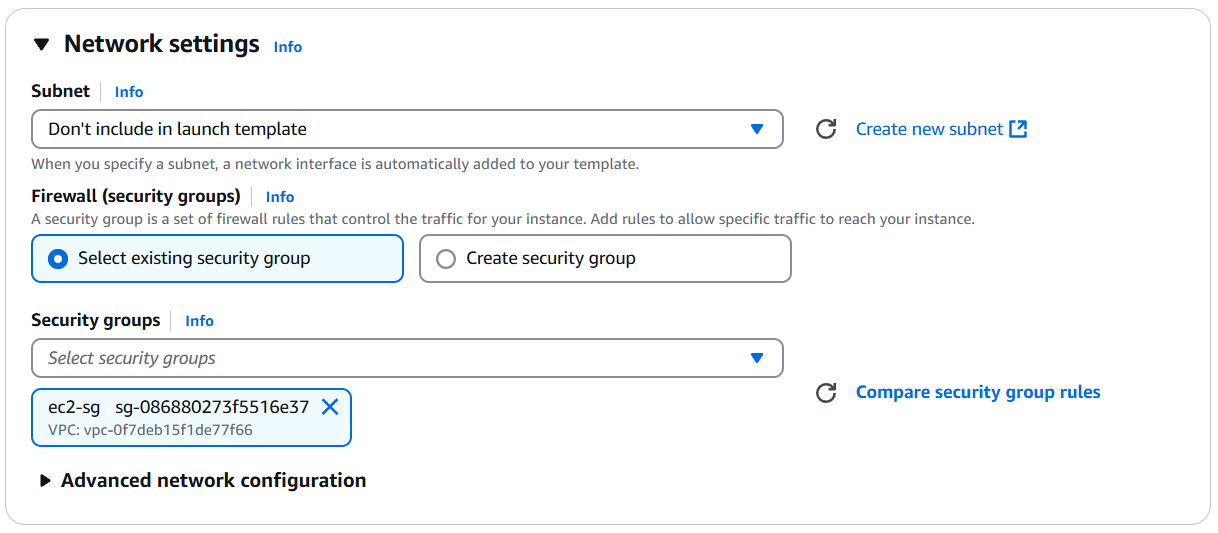 Network settings Info
Subnet Info
Don't include in launch template
Create new subnet
When you specify a subnet, a network interface is automatically added to your template.
Firewall (security groups) Info
A security group is a set of firewall rules that control the traffic for your instance. Add rules to allow specific traffic to reach your instance.
Select existing security group Create security group
Security groups Info
Select security groups
Compare security group rules
ec2-sg sg-086880273f5516e37
VPC: vpc-0f7deb15f1de77f66
Advanced network configuration